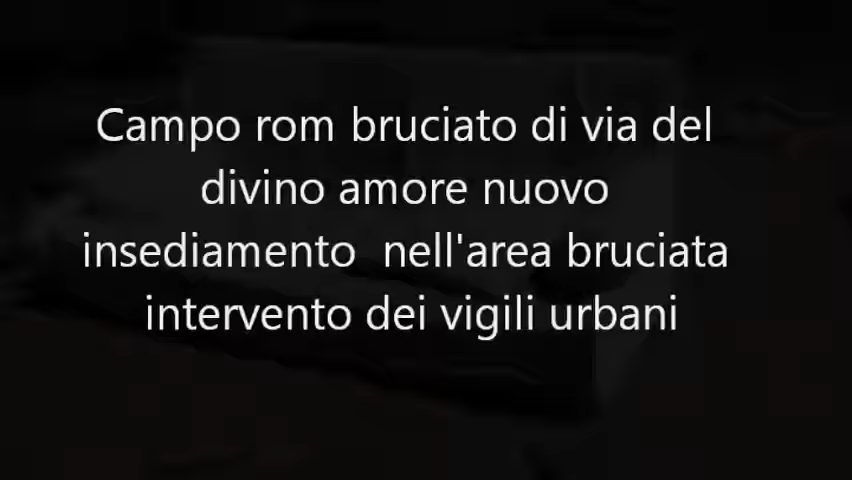 Campo rom bruciato di via del
divino amore nuovo
insediamento  nell'area bruciata
intervento dei vigili urbani